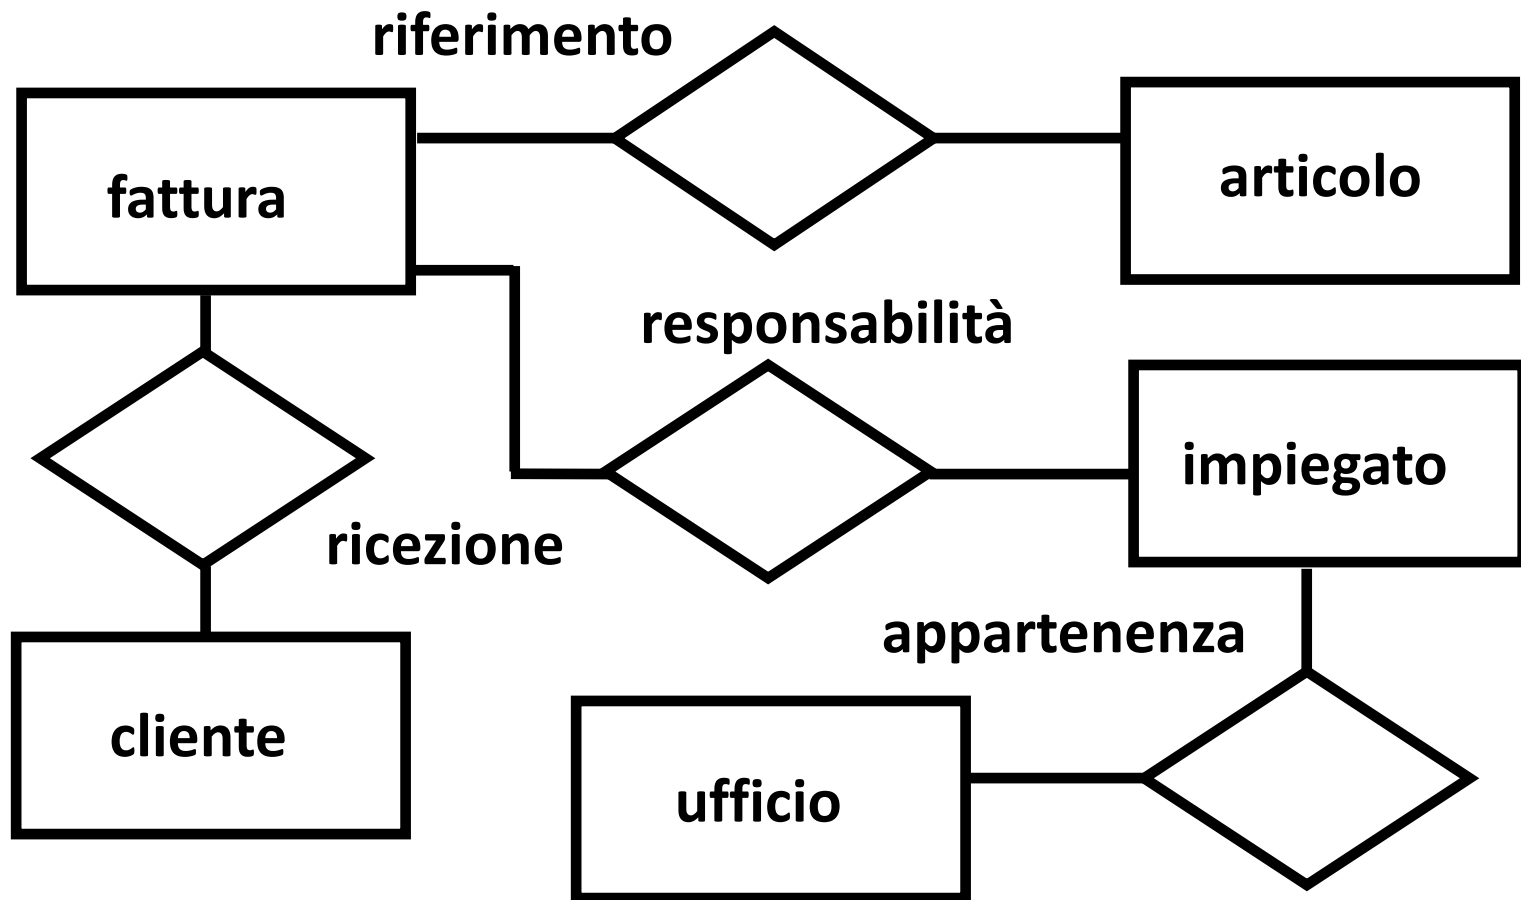 riferimento
fattura
articolo
responsabilità
impiegato
ricezione
appartenenza
cliente
ufficio